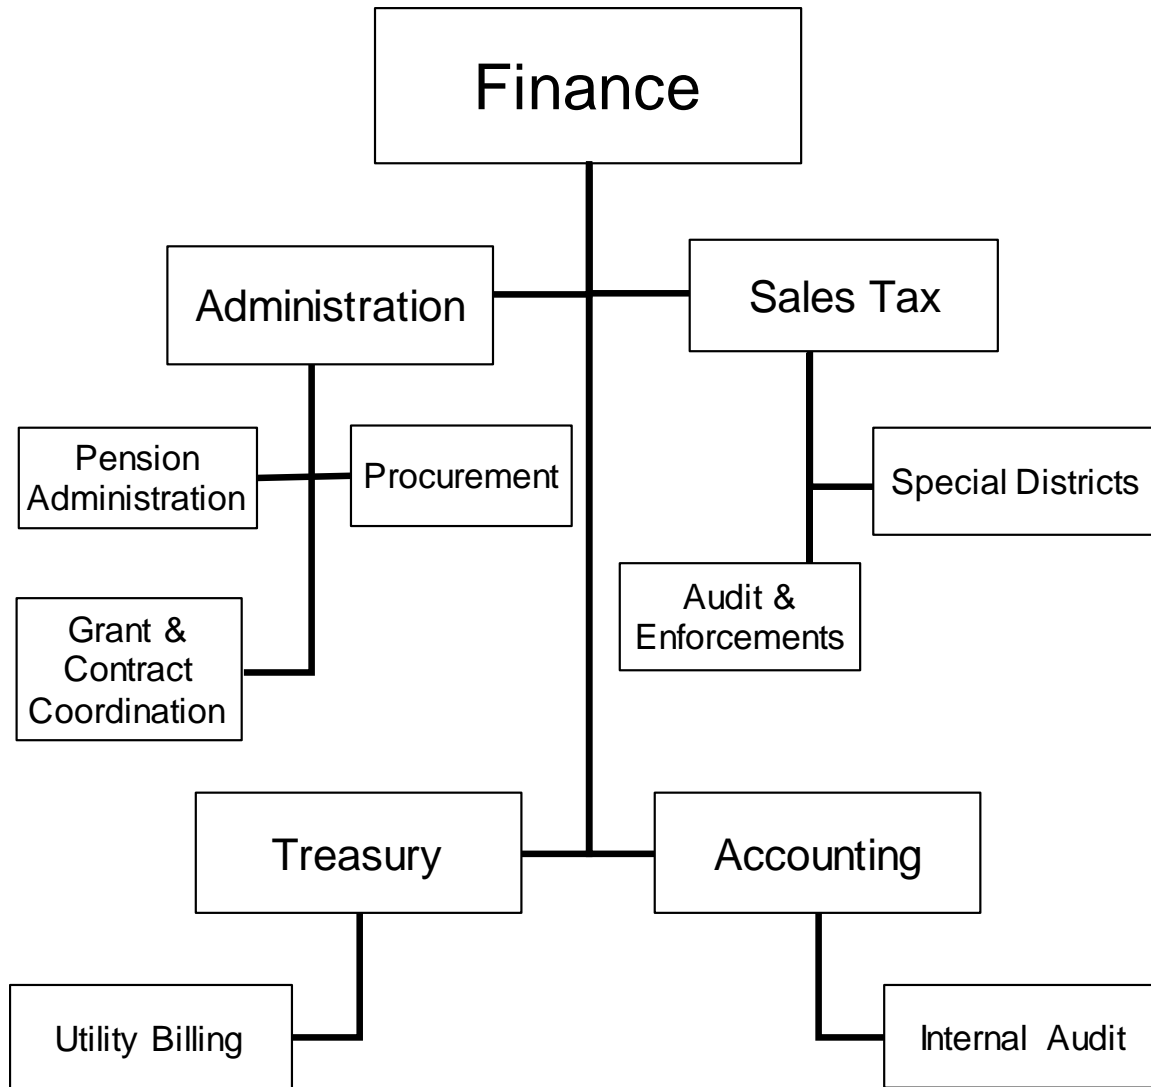 Finance
Administration
Sales Tax
Pension
Administration
Procurement
Special Districts
Audit &
Enforcements
Grant &
Contract
Coordination
Treasury
Accounting
Utility Billing
Internal Audit